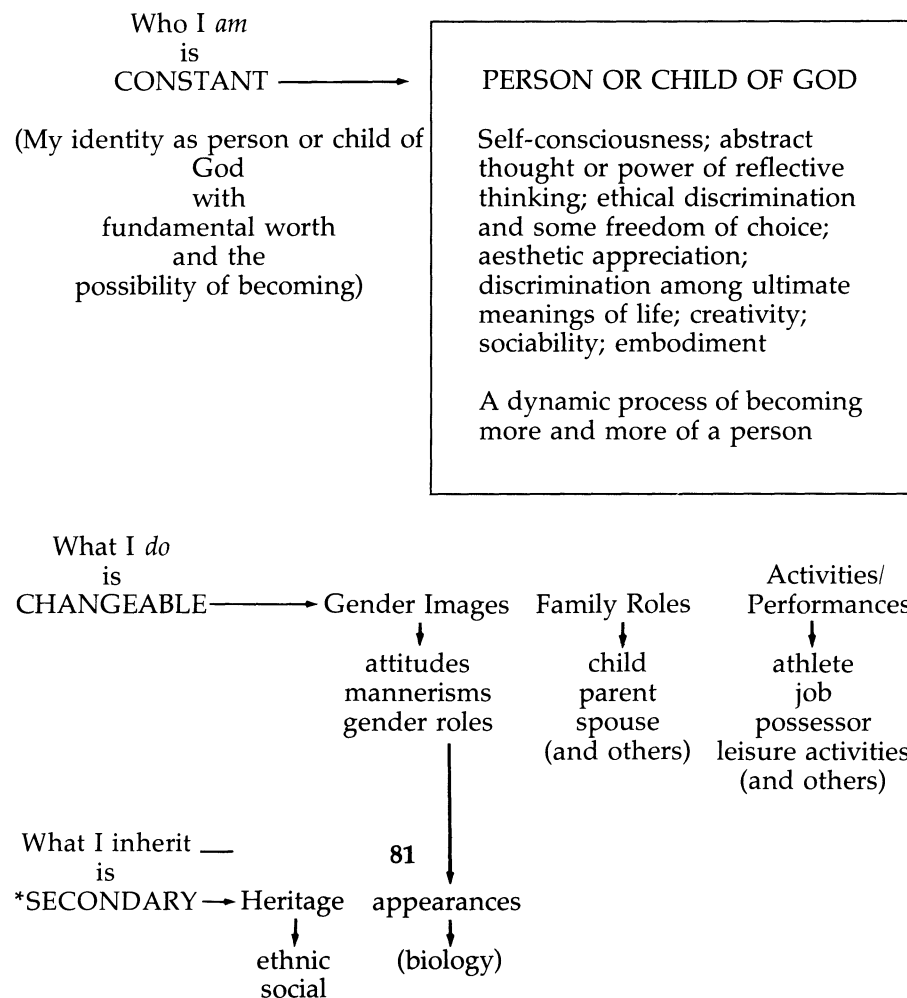 Who I am
is
CONSTANT
(My identity as person or child of
God
with
fundamental worth
and the
possibility of becoming)
PERSON OR CHILD OF GOD
Self-consciousness; abstract
thought or power of reflective
thinking; ethical discrimination
and some freedom of choice;
aesthetic appreciation;
discrimination among ultimate
meanings of life; creativity;
sociability; embodiment
A dynamic process of becoming
more and more of a person
What I do
is
CHANGEABLE
Gender Images
attitudes
mannerisms
gender roles
Family Roles
child
parent
spouse
(and others)
Activities/
Performances
athlete
job
possessor
leisure activities
(and others)
What I inherit
is
*SECONDARY
Heritage
ethnic
social
81
appearances
(biology)